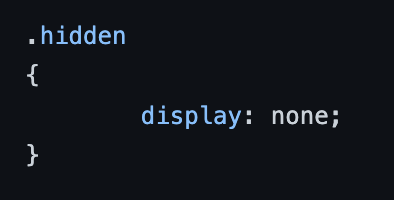 .hidden
{
        display: none;
}